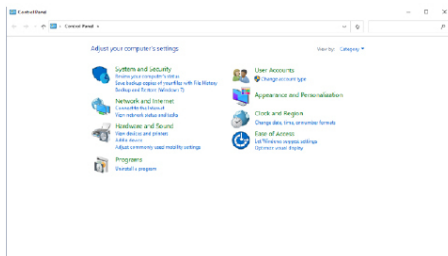 Control Panel
Control Panel
Adjust your computer's settings
View by: Category
System and Security
Review your computer's status
Save backup copies of your files with File History
Backup and Restore (Windows 7)
Network and Internet
Connect to the Internet
View network status and tasks
Hardware and Sound
View devices and printers
Add a device
Adjust commonly used mobility settings
Programs
Uninstall a program
User Accounts
Change account type
Appearance and Personalization
Clock and Region
Change date, time, or number formats
Ease of Access
Let Windows suggest settings
Optimize visual display